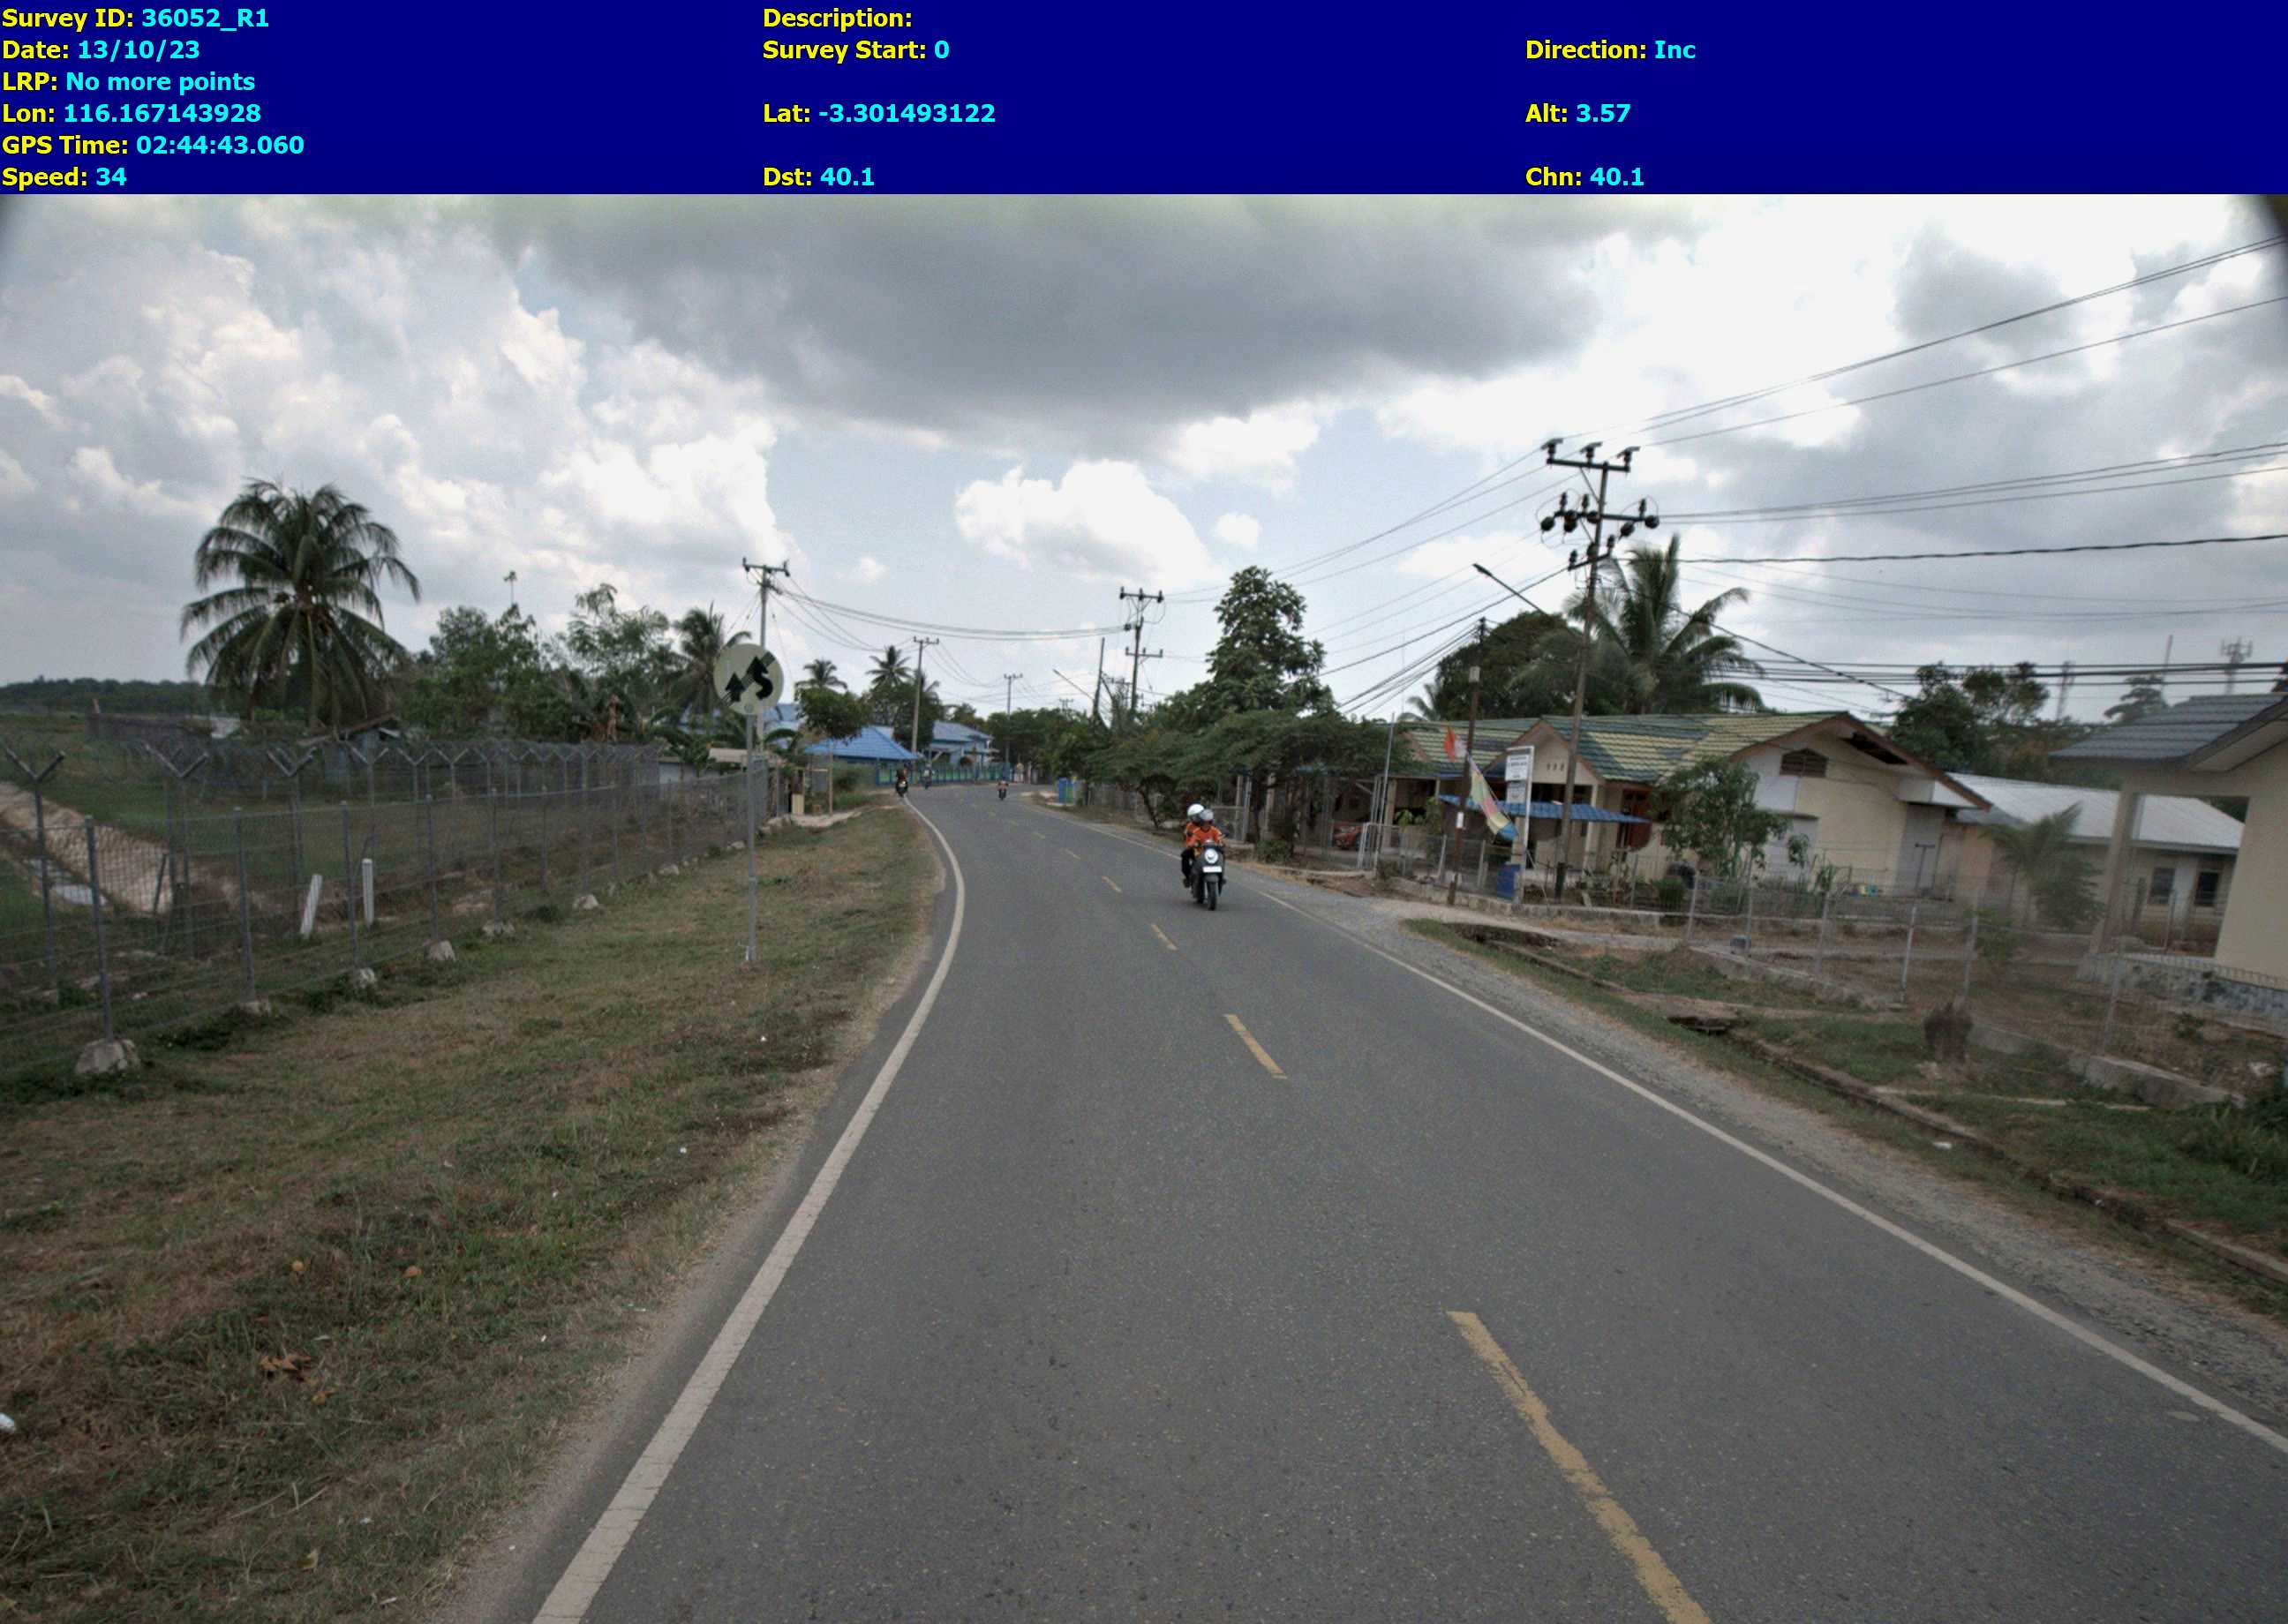 Survey ID: 36052_R1
Description:
Date: 13/10/23
Survey Start: 0
Direction: Inc
LRP: No more points
Lon: 116.167143928
Lat: -3.301493122
Alt: 3.57
GPS Time: 02:44:43.060
Speed: 34
Dst: 40.1
Chn: 40.1